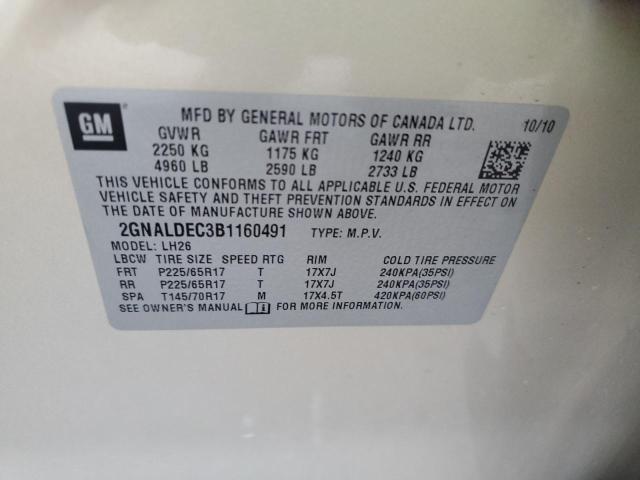 GM ®
MFD BY GENERAL MOTORS OF CANADA LTD. 10/10
GVWR GAWR FRT GAWR RR
2250 KG 1175 KG 1240 KG
4960 LB 2590 LB 2733 LB
THIS VEHICLE CONFORMS TO ALL APPLICABLE U.S. FEDERAL MOTOR
VEHICLE SAFETY AND THEFT PREVENTION STANDARDS IN EFFECT ON
THE DATE OF MANUFACTURE SHOWN ABOVE.
2GNALDEC3B1160491 TYPE: M.P.V.
MODEL: LH26
LBCW TIRE SIZE SPEED RTG RIM COLD TIRE PRESSURE
FRT P225/65R17 T 17X7J 240KPA(35PSI)
RR P225/65R17 T 17X7J 240KPA(35PSI)
SPA T145/70R17 M 17X4.5T 420KPA(60PSI)
SEE OWNER'S MANUAL FOR MORE INFORMATION.